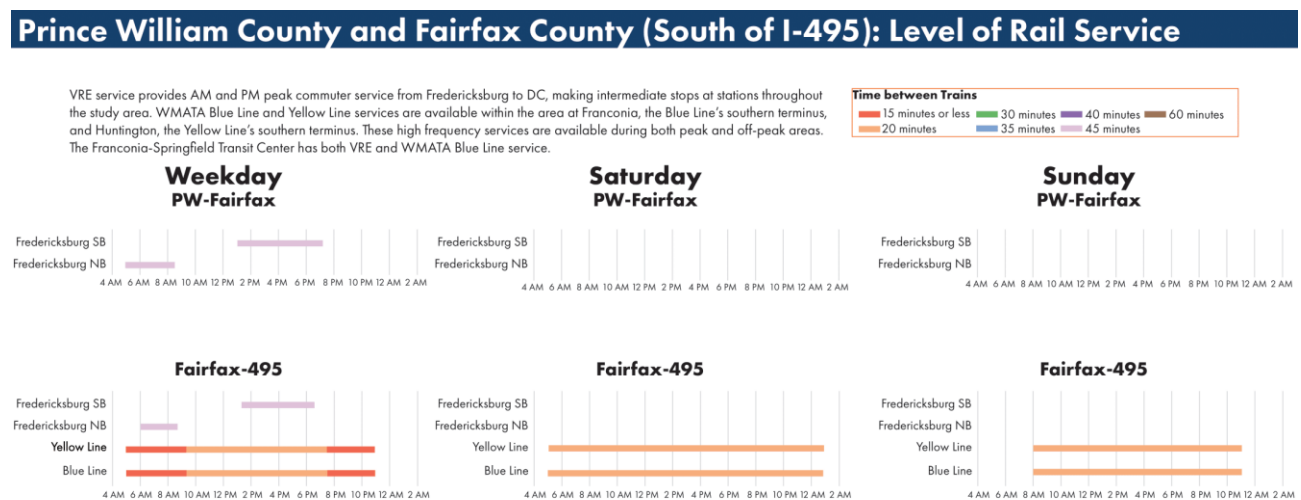 Prince William County and Fairfax County (South of I-495): Level of Rail Service
VRE service provides AM and PM peak commuter service from Fredericksburg to DC, making intermediate stops at stations throughout
the study area. WMATA Blue Line and Yellow Line services are available within the area at Franconia, the Blue Line’s southern terminus,
and Huntington, the Yellow Line’s southern terminus. These high frequency services are available during both peak and off-peak areas.
The Franconia-Springfield Transit Center has both VRE and WMATA Blue Line service.
Time between Trains
15 minutes or less 30 minutes 40 minutes 60 minutes
20 minutes 35 minutes 45 minutes
Weekday
PW-Fairfax
Fredericksburg SB
Fredericksburg NB
4 AM 6 AM 8 AM 10 AM 12 PM 2 PM 4 PM 6 PM 8 PM 10 PM 12 AM 2 AM
Saturday
PW-Fairfax
Fredericksburg SB
Fredericksburg NB
4 AM 6 AM 8 AM 10 AM 12 PM 2 PM 4 PM 6 PM 8 PM 10 PM 12 AM 2 AM
Sunday
PW-Fairfax
Fredericksburg SB
Fredericksburg NB
4 AM 6 AM 8 AM 10 AM 12 PM 2 PM 4 PM 6 PM 8 PM 10 PM 12 AM 2 AM
Fairfax-495
Fredericksburg SB
Fredericksburg NB
Yellow Line
Blue Line
4 AM 6 AM 8 AM 10 AM 12 PM 2 PM 4 PM 6 PM 8 PM 10 PM 12 AM 2 AM
Fairfax-495
Fredericksburg SB
Fredericksburg NB
Yellow Line
Blue Line
4 AM 6 AM 8 AM 10 AM 12 PM 2 PM 4 PM 6 PM 8 PM 10 PM 12 AM 2 AM
Fairfax-495
Fredericksburg SB
Fredericksburg NB
Yellow Line
Blue Line
4 AM 6 AM 8 AM 10 AM 12 PM 2 PM 4 PM 6 PM 8 PM 10 PM 12 AM 2 AM